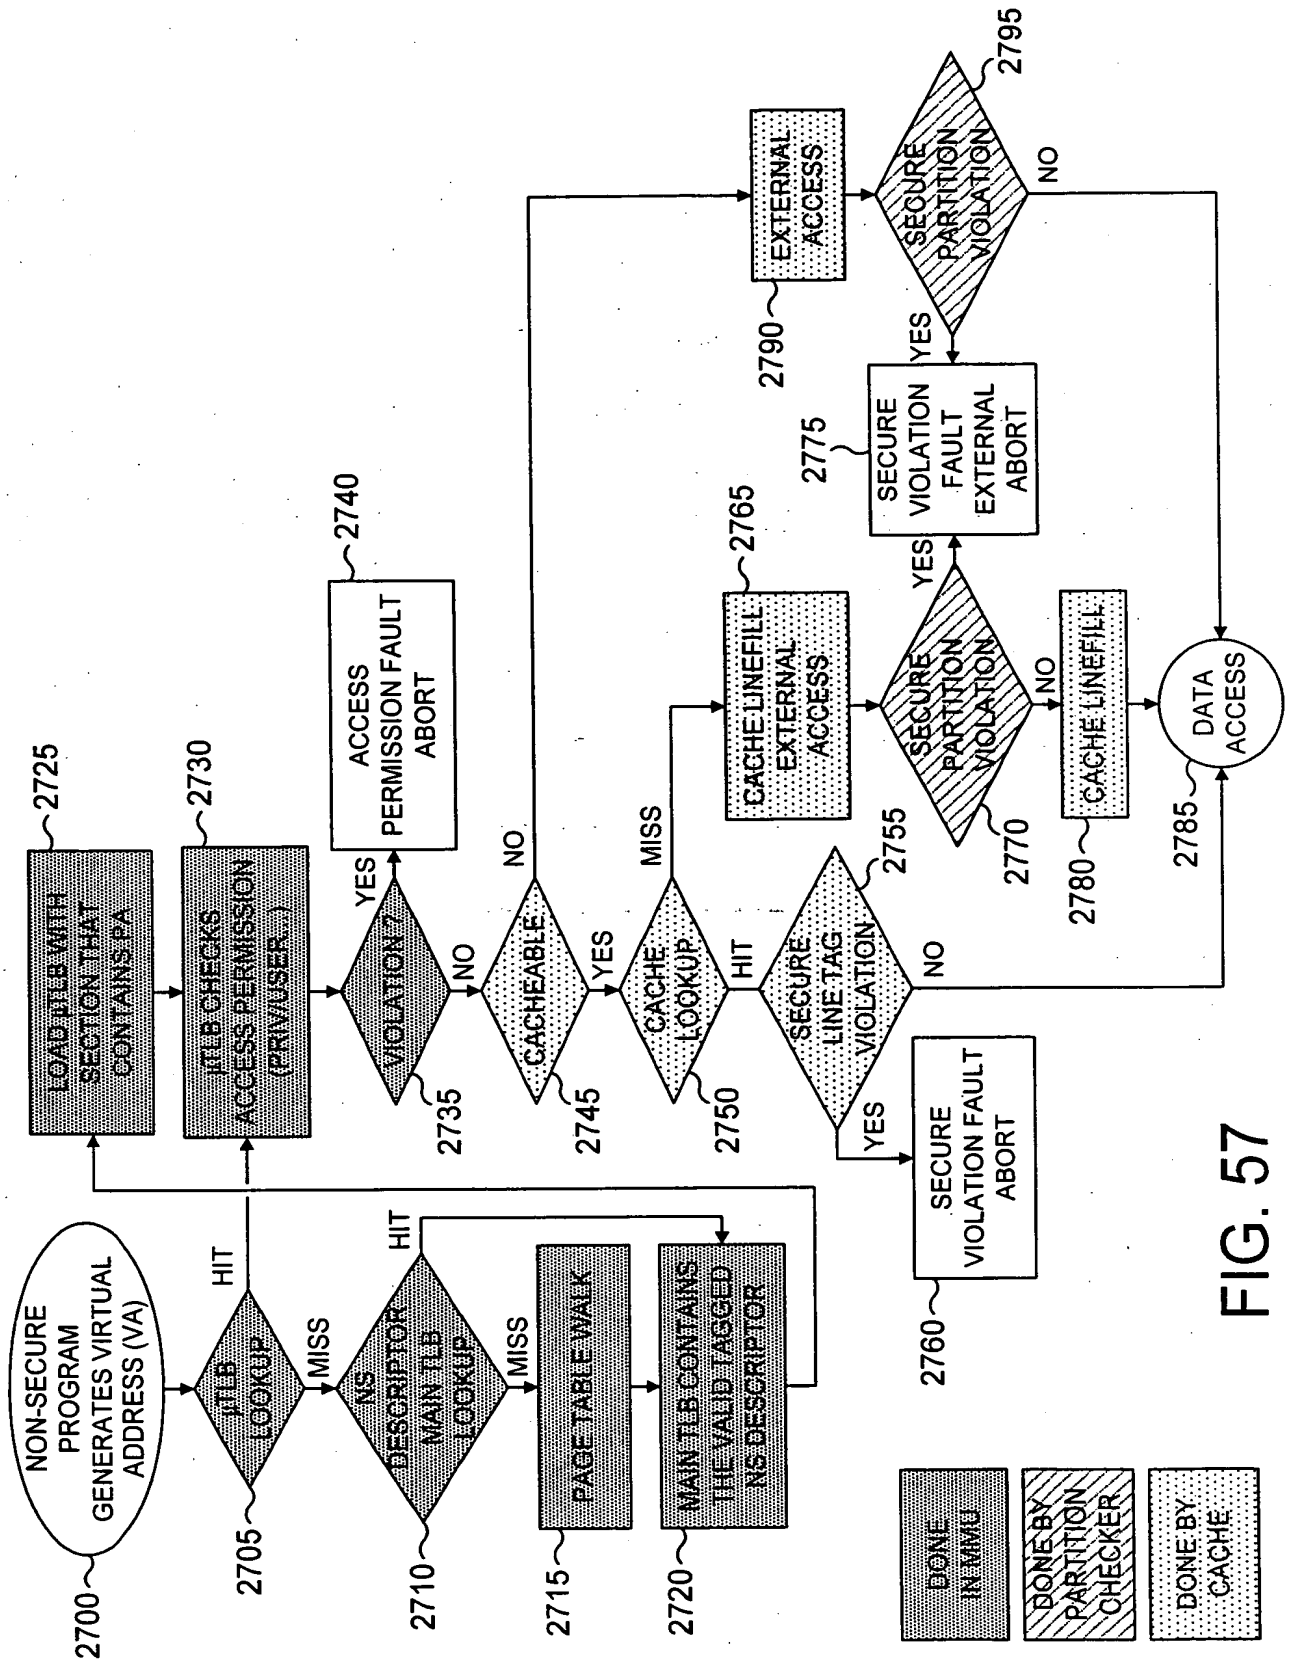 NON-SECURE
PROGRAM
GENERATES VIRTUAL
ADDRESS (VA)
2700
µTLB
LOOKUP
2705
HIT
MISS
NS
DESCRIPTOR
MAIN TLB
LOOKUP
2710
HIT
MISS
PAGE TABLE WALK
2715
MAIN TLB CONTAINS
THE VALID TAGGED
NS DESCRIPTOR
2720
LOAD µTLB WITH
SECTION THAT
CONTAINS PA
2725
µTLB CHECKS
ACCESS PERMISSION
(PRIV/USER...)
2730
VIOLATION?
2735
YES
NO
ACCESS
PERMISSION FAULT
ABORT
2740
CACHEABLE
2745
NO
YES
CACHE
LOOKUP
2750
MISS
HIT
SECURE
LINE TAG
VIOLATION
2755
YES
NO
SECURE
VIOLATION FAULT
ABORT
2760
CACHE LINEFILL
EXTERNAL
ACCESS
2765
SECURE
PARTITION
VIOLATION
2770
YES
NO
SECURE
VIOLATION
FAULT
EXTERNAL
ABORT
2775
CACHE LINEFILL
2780
DATA
ACCESS
2785
EXTERNAL
ACCESS
2790
SECURE
PARTITION
VIOLATION
2795
YES
NO
DONE
IN MMU
DONE BY
PARTITION
CHECKER
DONE BY
CACHE
FIG. 57